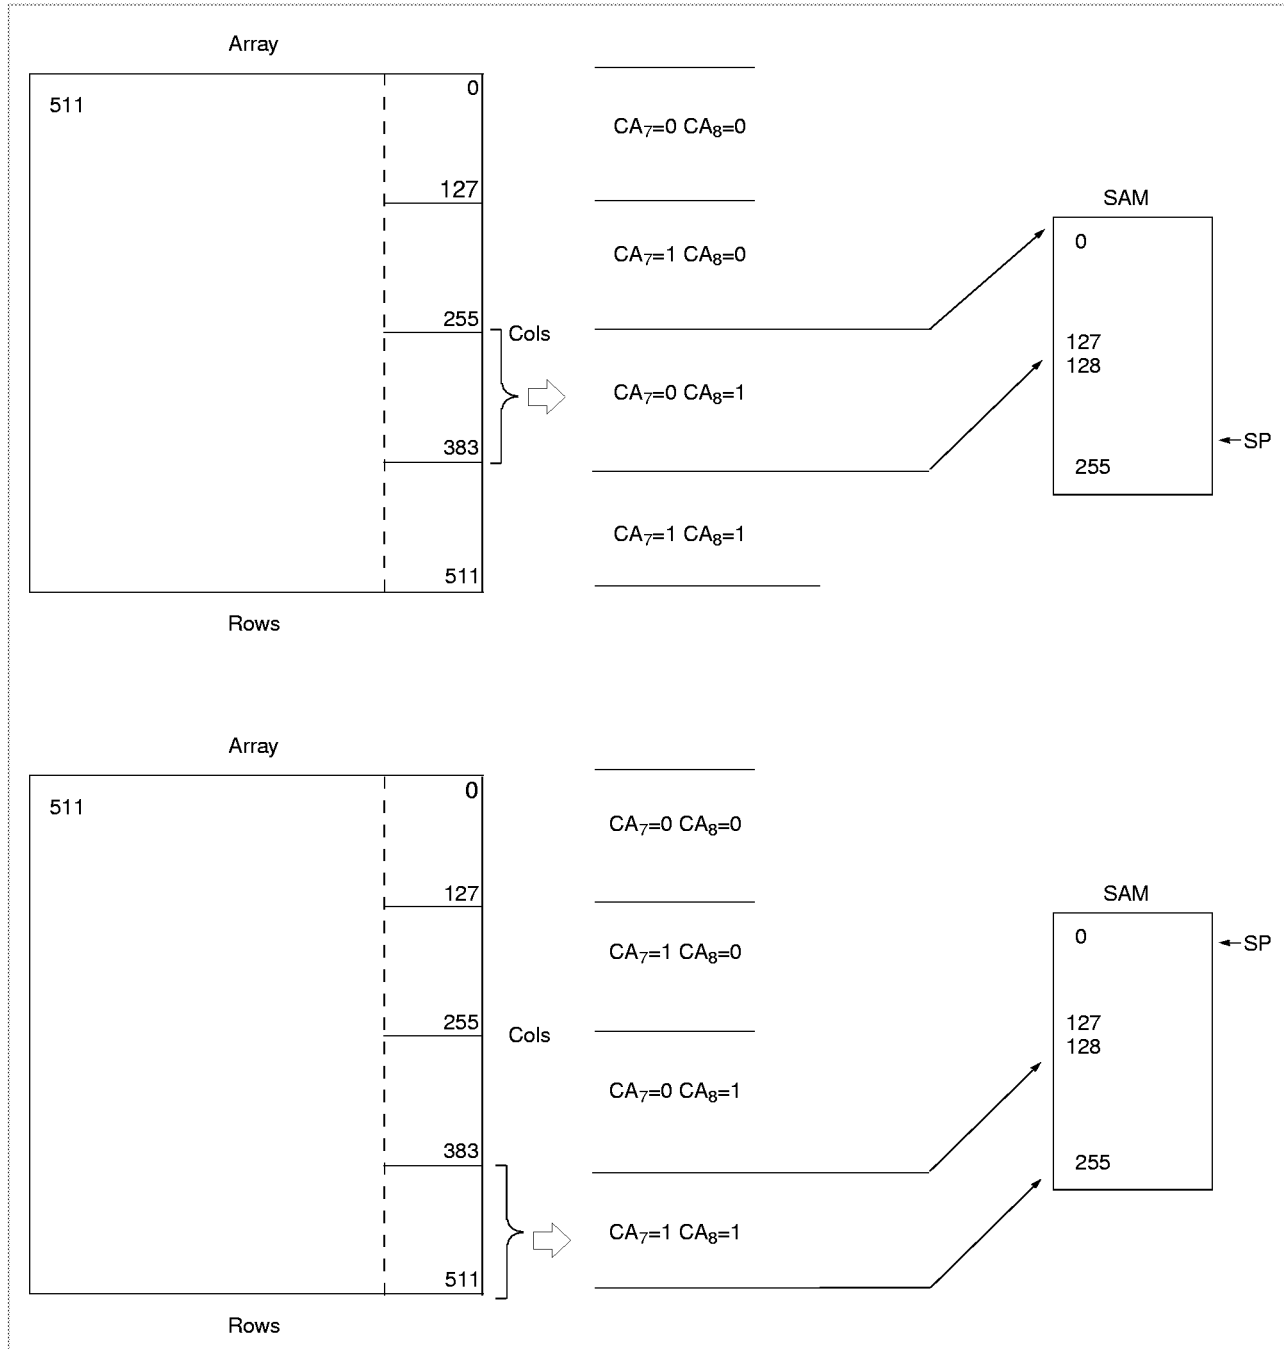 Array
511
0
127
255
383
511
Cols
Rows
CA7=0 CA8=0
CA7=1 CA8=0
CA7=0 CA8=1
CA7=1 CA8=1
SAM
0
127
128
255
SP
Array
511
0
127
255
383
511
Cols
Rows
CA7=0 CA8=0
CA7=1 CA8=0
CA7=0 CA8=1
CA7=1 CA8=1
SAM
0
127
128
255
SP